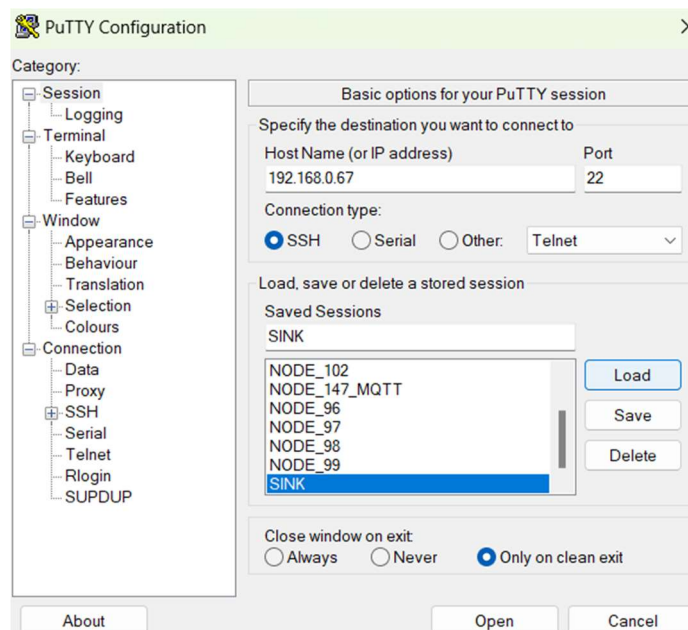 PuTTY Configuration
Category:
Session
Logging
Terminal
Keyboard
Bell
Features
Window
Appearance
Behaviour
Translation
Selection
Colours
Connection
Data
Proxy
SSH
Serial
Telnet
Rlogin
SUPDUP
Basic options for your PuTTY session
Specify the destination you want to connect to
Host Name (or IP address) Port
192.168.0.67 22
Connection type:
SSH Serial Other: Telnet
Load, save or delete a stored session
Saved Sessions
SINK
NODE_102
NODE_147_MQTT
NODE_96
NODE_97
NODE_98
NODE_99
SINK
Load
Save
Delete
Close window on exit:
Always Never Only on clean exit
About Open Cancel